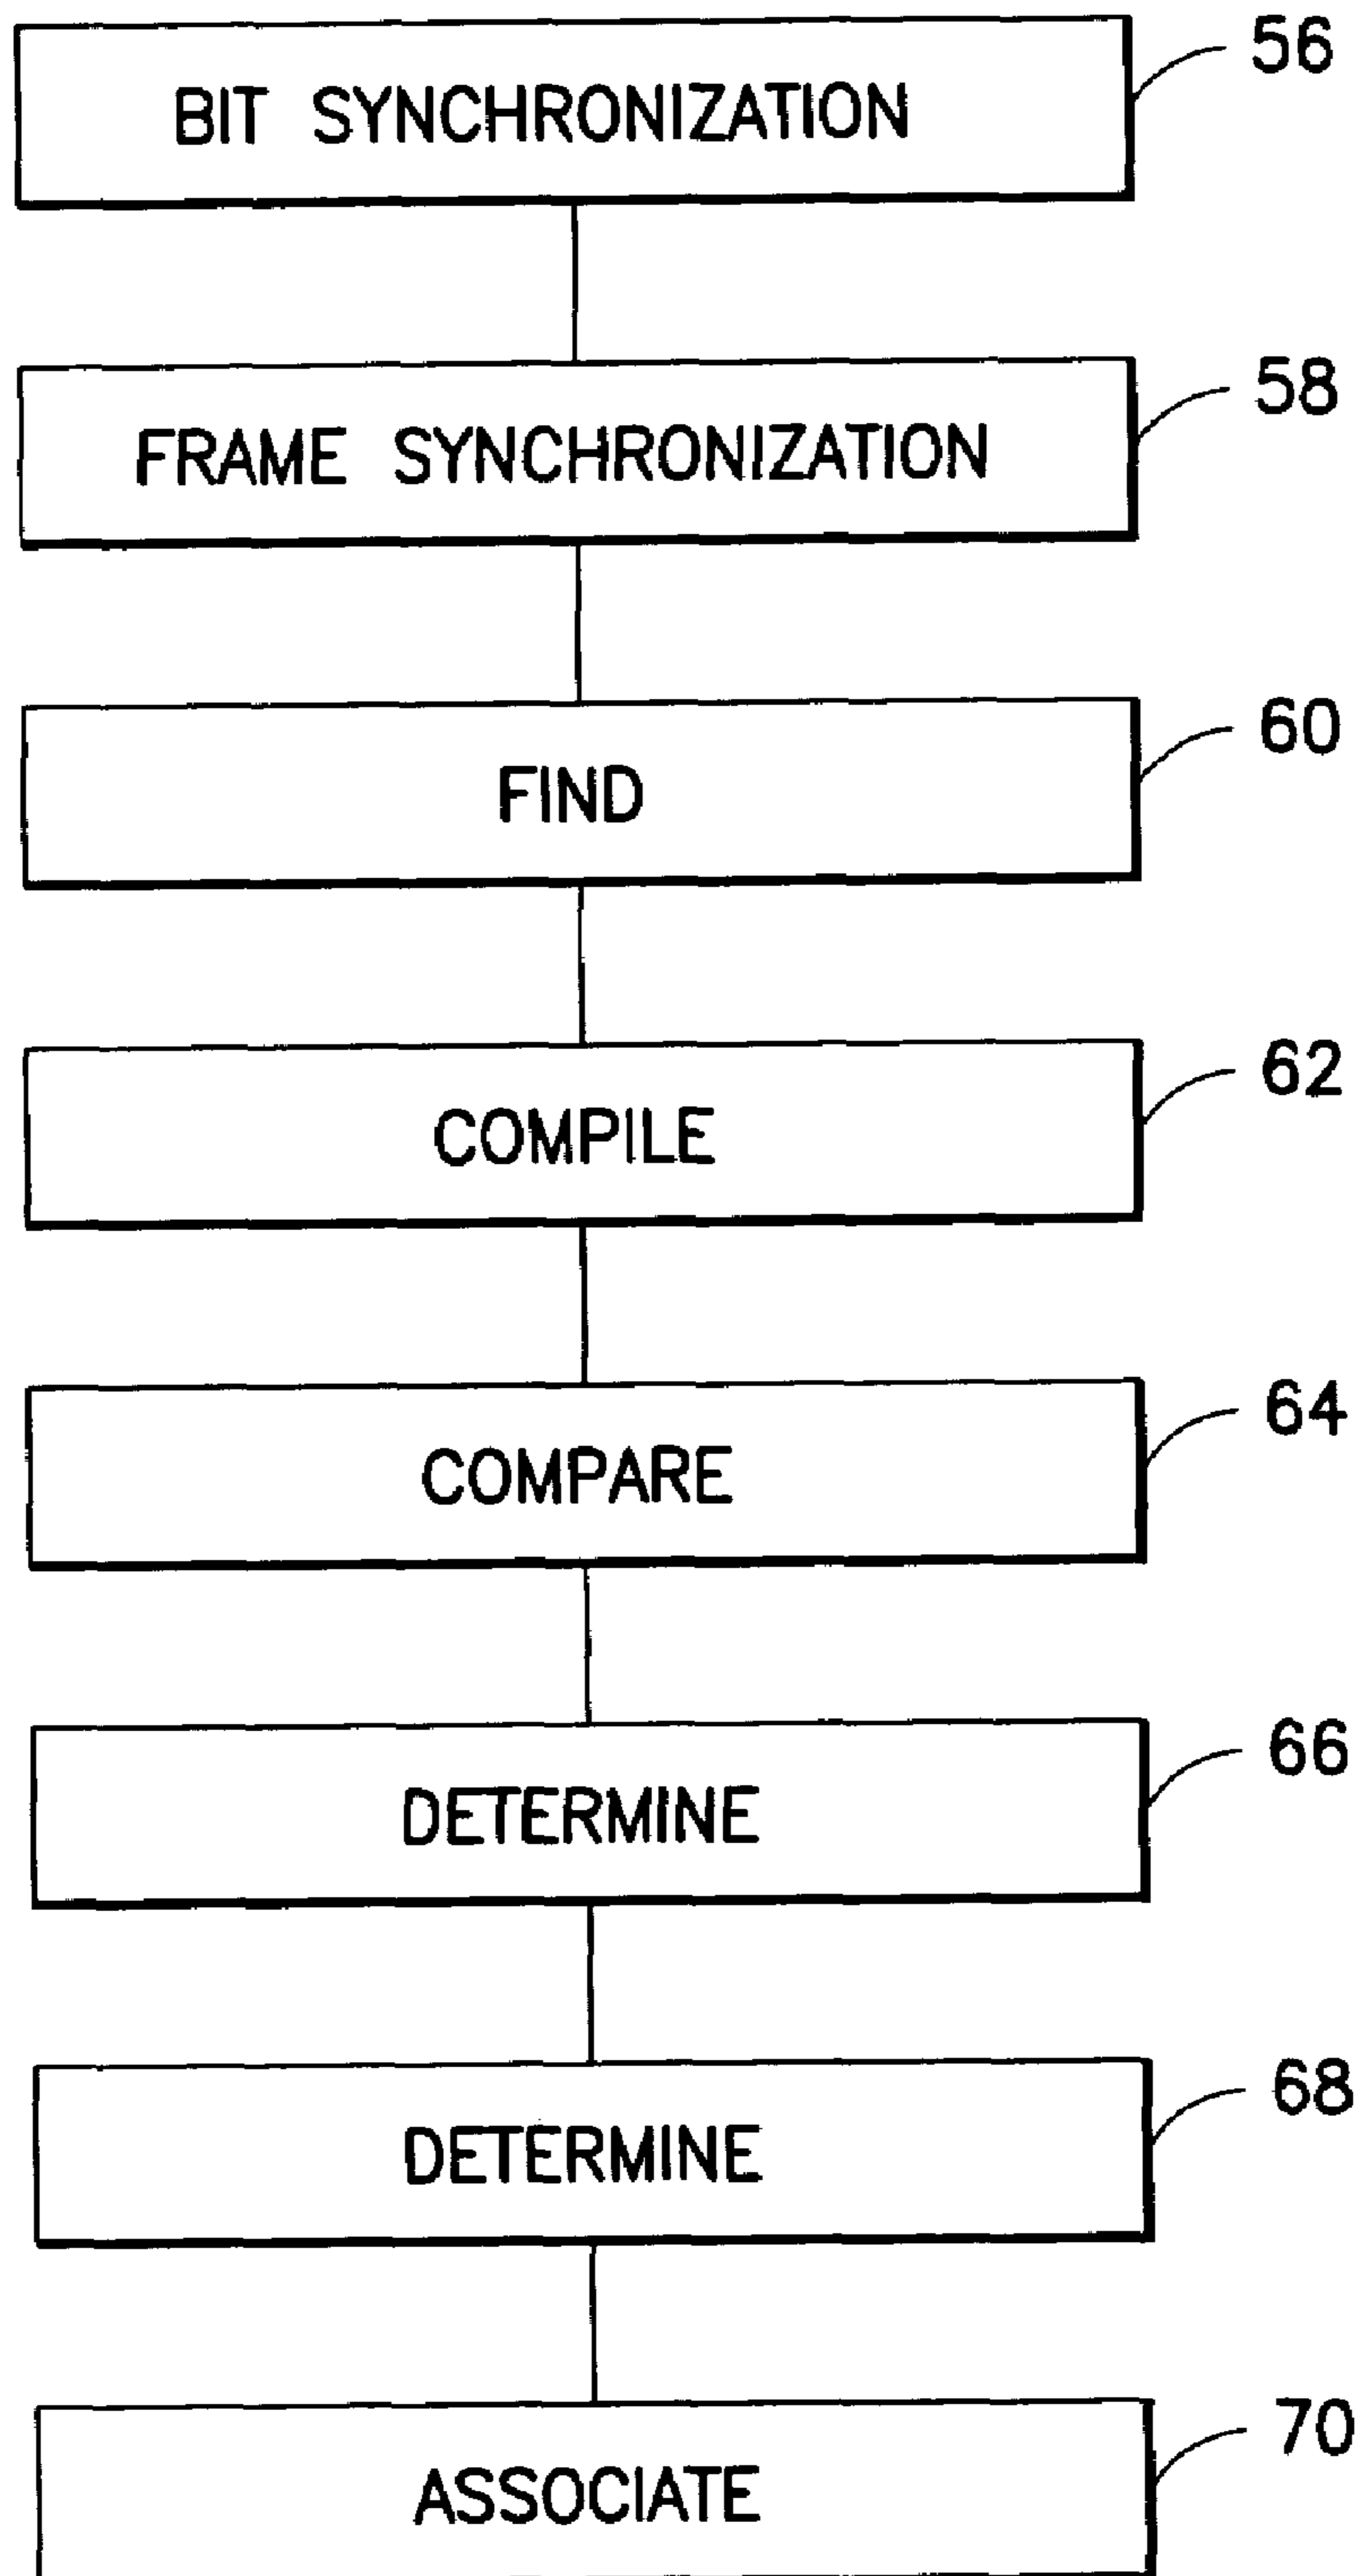 BIT SYNCHRONIZATION 56
FRAME SYNCHRONIZATION 58
FIND 60
COMPILE 62
COMPARE 64
DETERMINE 66
DETERMINE 68
ASSOCIATE 70